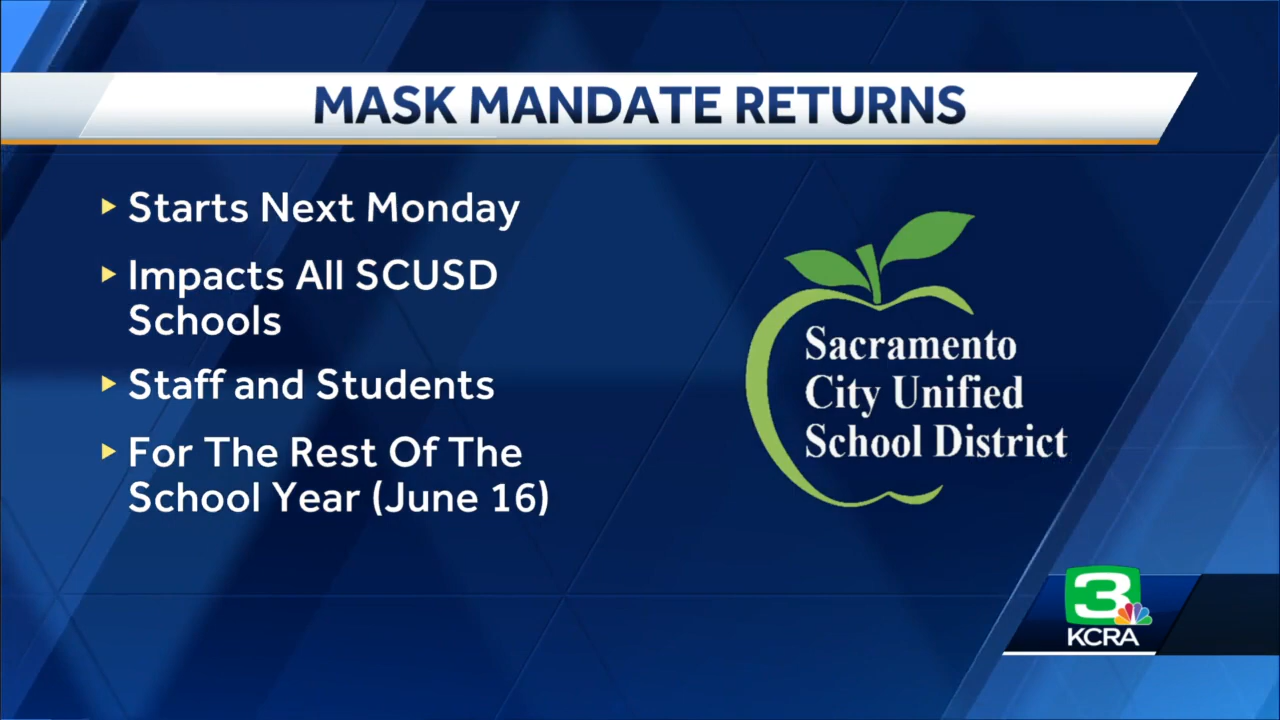 MASK MANDATE RETURNS
Starts Next Monday
Impacts All SCUSD
Schools
Staff and Students
For The Rest Of The
School Year (June 16)
Sacramento
City Unified
School District
3
KCRA